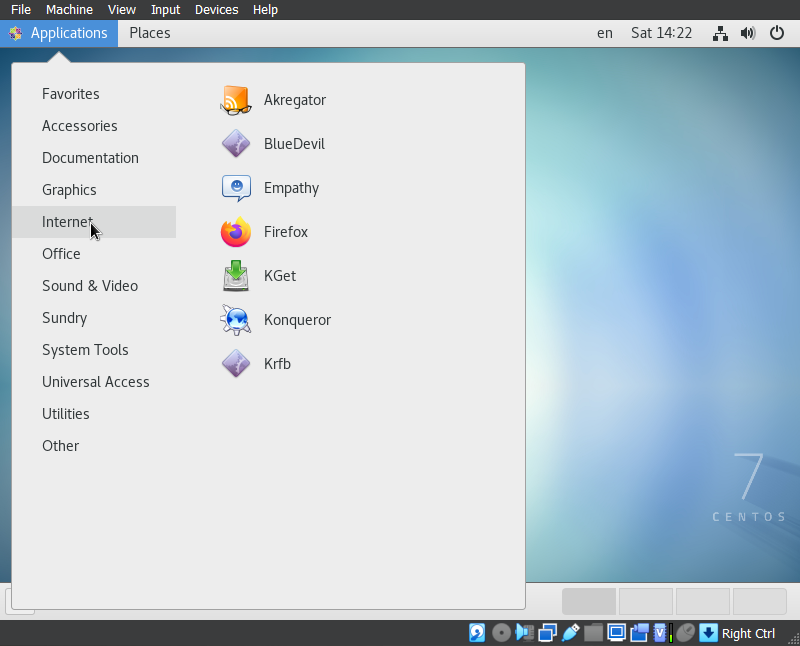 File Machine View Input Devices Help
Applications Places en Sat 14:22
Favorites
Accessories
Documentation
Graphics
Internet
Office
Sound & Video
Sundry
System Tools
Universal Access
Utilities
Other
Akregator
BlueDevil
Empathy
Firefox
KGet
Konqueror
Krfb
7
CENTOS
Right Ctrl